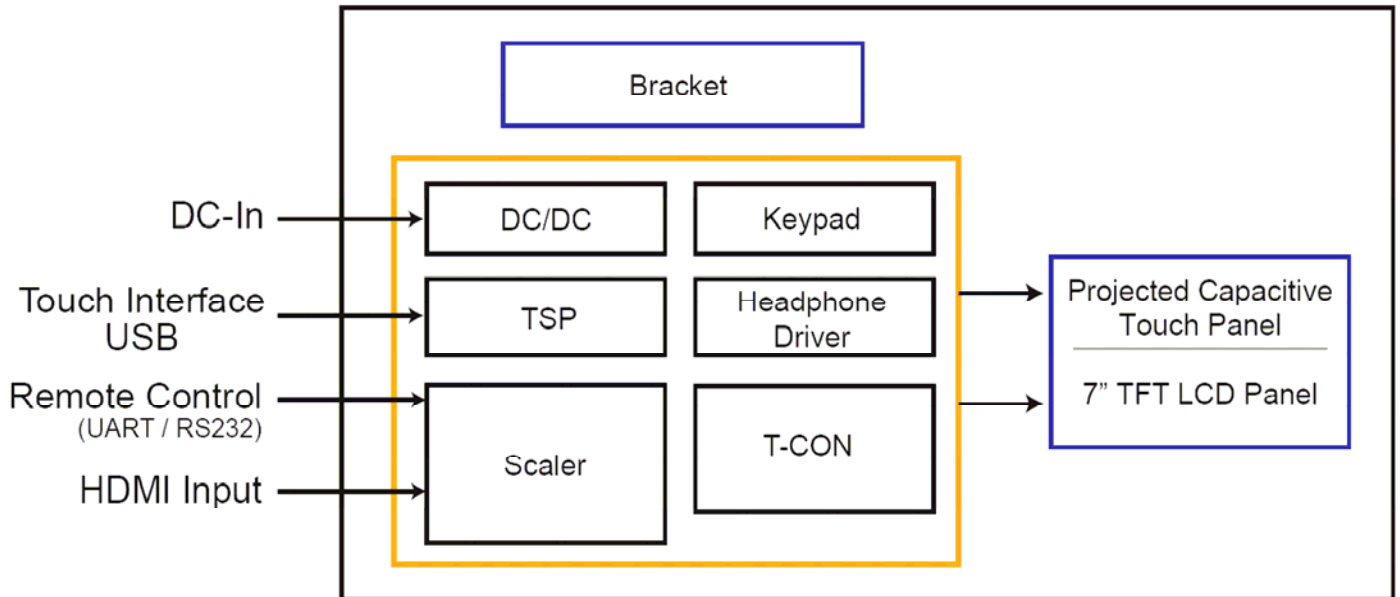 Bracket
DC-In
DC/DC
Keypad
Touch Interface
USB
TSP
Headphone
Driver
Projected Capacitive
Touch Panel
7” TFT LCD Panel
Remote Control
(UART / RS232)
HDMI Input
Scaler
T-CON